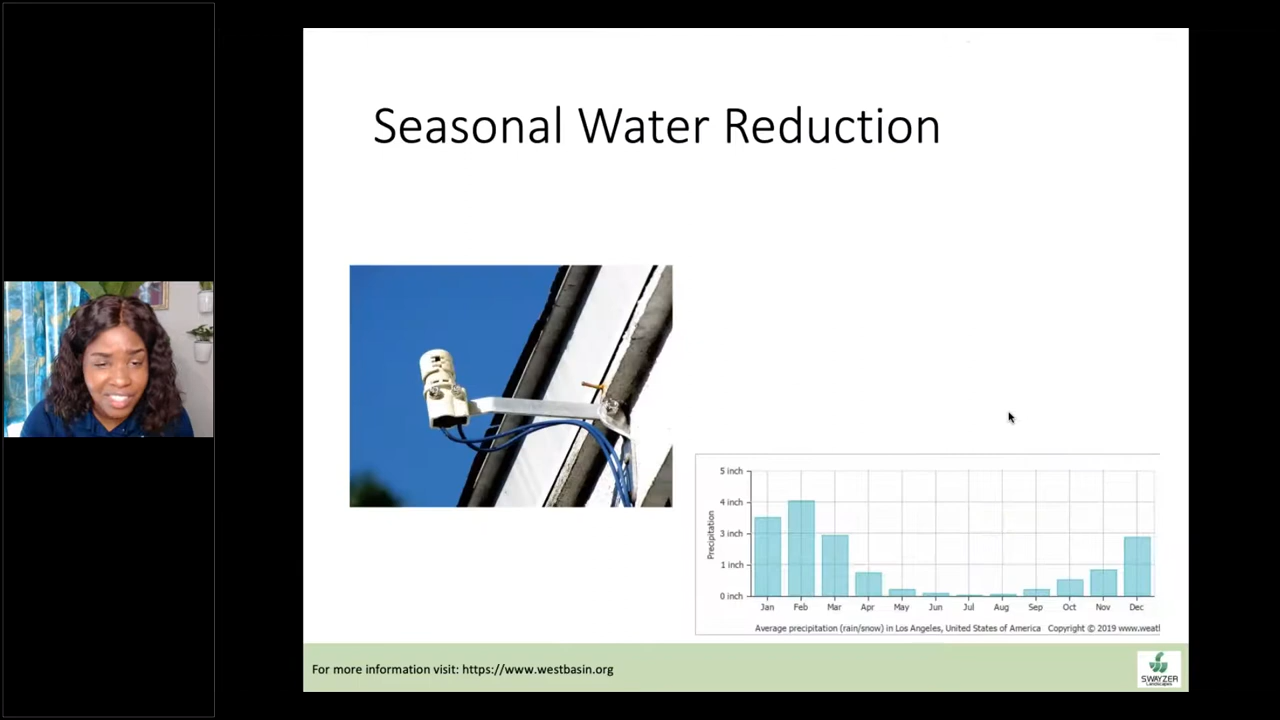 Seasonal Water Reduction
5 inch
4 inch
3 inch
1 inch
0 inch
Precipitation
Jan Feb Mar Apr May Jun Jul Aug Sep Oct Nov Dec
Average precipitation (rain/snow) in Los Angeles, United States of America Copyright © 2019 www.weatl
For more information visit: https://www.westbasin.org
SWAYZER
Landscapes